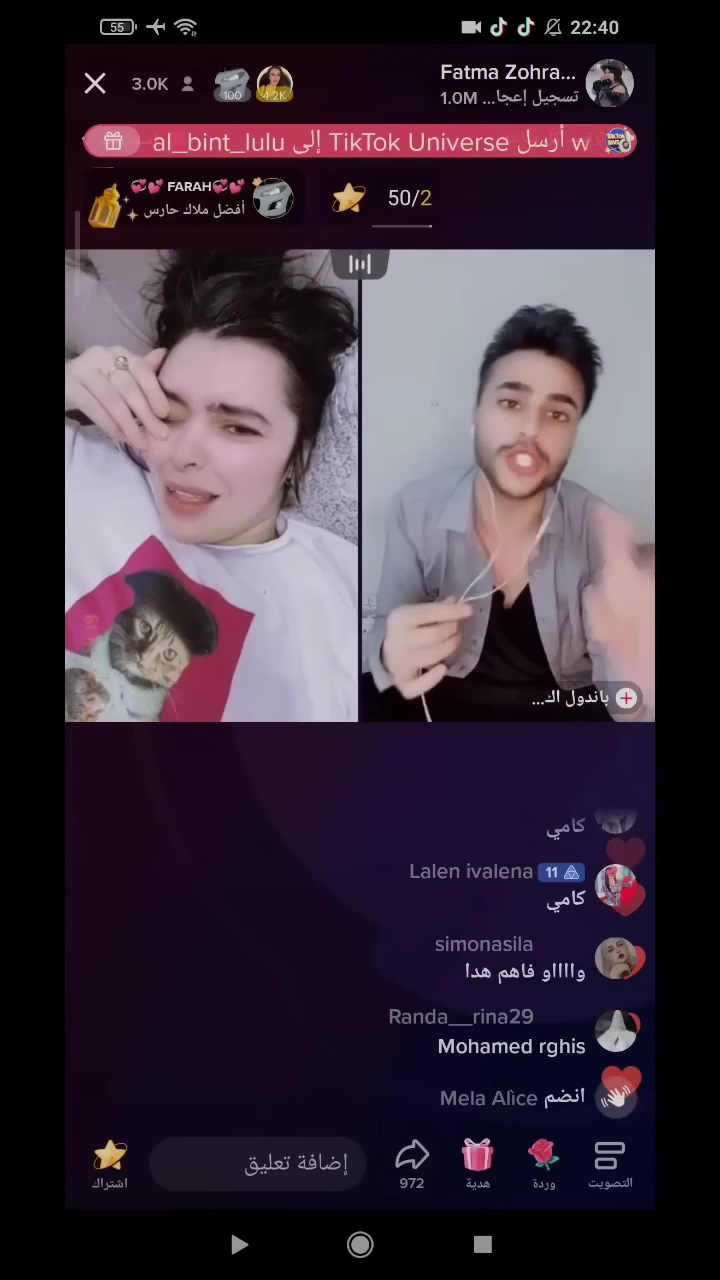 55
22:40
3.0K
100
4.2K
Fatma Zohra...
تسجيل إعجا... 1.0M
w أرسل TikTok Universe إلى al_bint_lulu
💞💕 FARAH💞💕
أفضل ملاك حارس
50/2
باندول اك...
كامي
Lalen ivalena 11
كامي
simonasila
واااااو فاهم هدا
Randa__rina29
Mohamed rghis
Mela Alice انضم
اشتراك
إضافة تعليق
972
هدية
وردة
التصويت